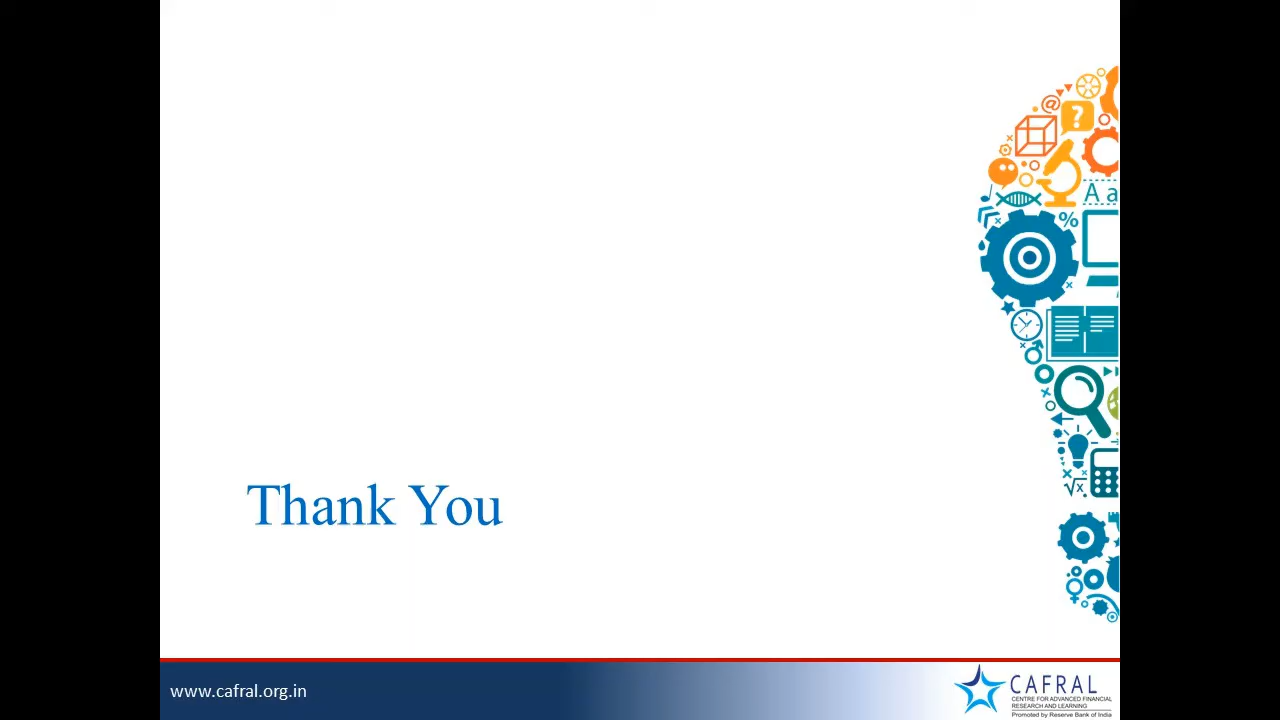 @
?
A a
%
√x
Thank You
www.cafral.org.in
CAFRAL
CENTRE FOR ADVANCED FINANCIAL
RESEARCH AND LEARNING
Promoted by Reserve Bank of India